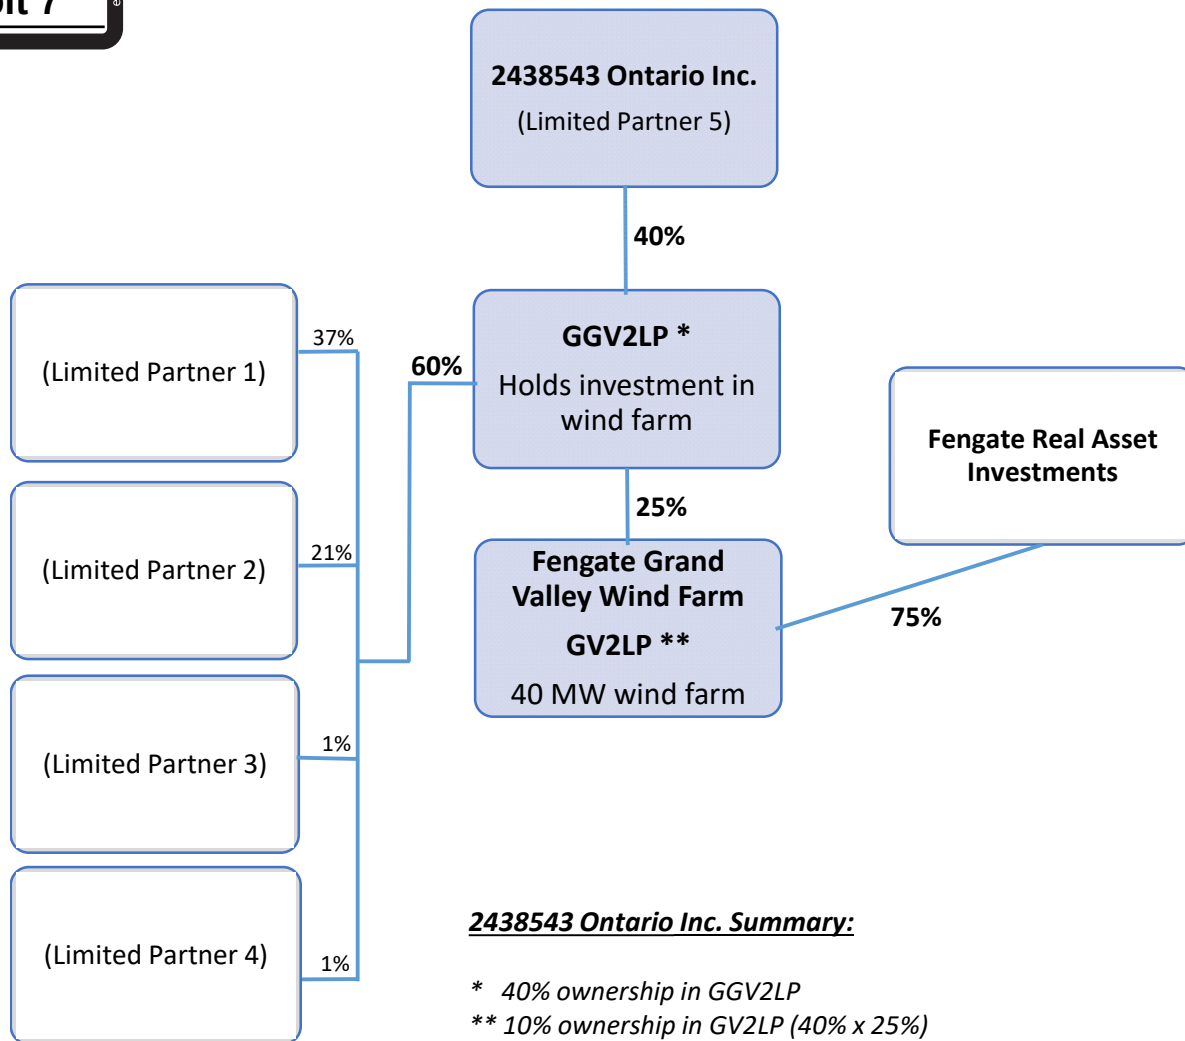 2438543 Ontario Inc.
(Limited Partner 5)
40%
GGV2LP *
Holds investment in
wind farm
60%
25%
Fengate Grand
Valley Wind Farm
GV2LP **
40 MW wind farm
Fengate Real Asset
Investments
75%
(Limited Partner 1)
37%
(Limited Partner 2)
21%
(Limited Partner 3)
1%
(Limited Partner 4)
1%
2438543 Ontario Inc. Summary:
* 40% ownership in GGV2LP
** 10% ownership in GV2LP (40% x 25%)